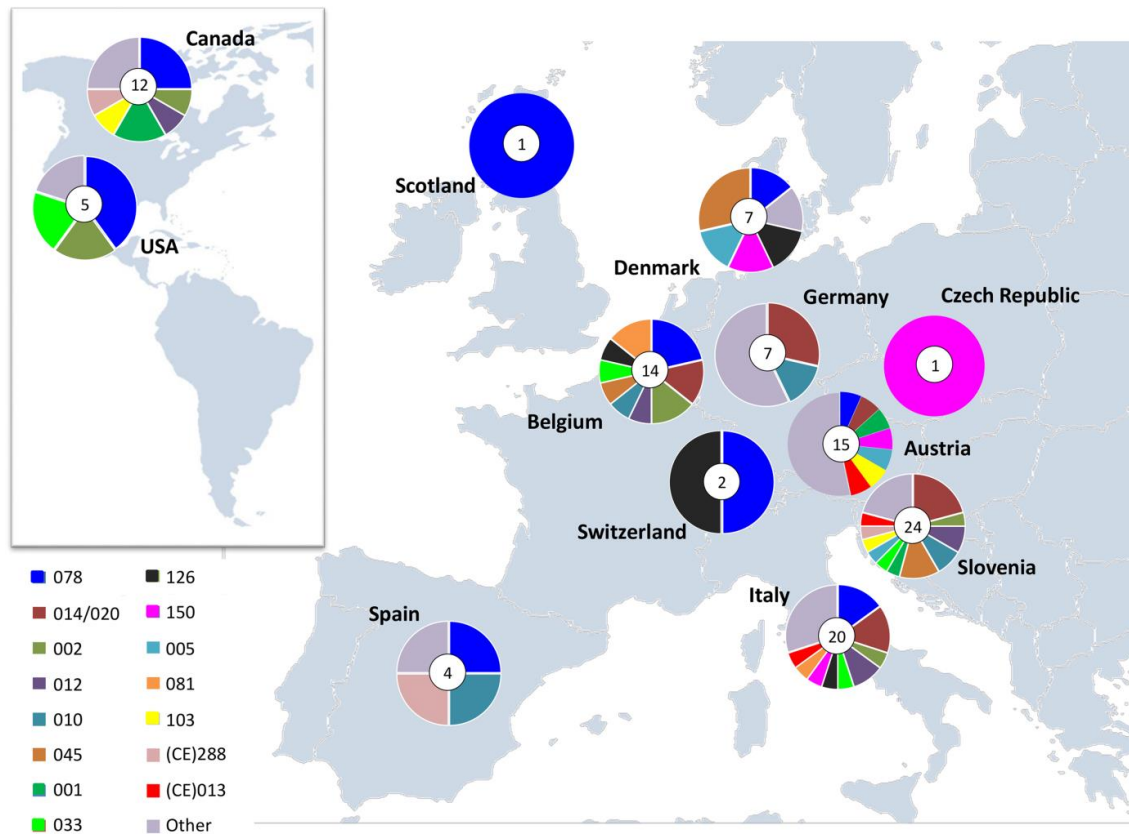 Canada
12
5
USA
1
Scotland
7
Denmark
Germany
7
Czech Republic
1
14
Belgium
15
Austria
2
Switzerland
24
Slovenia
Italy
20
Spain
4
078
014/020
002
012
010
045
001
033
126
150
005
081
103
(CE)288
(CE)013
Other